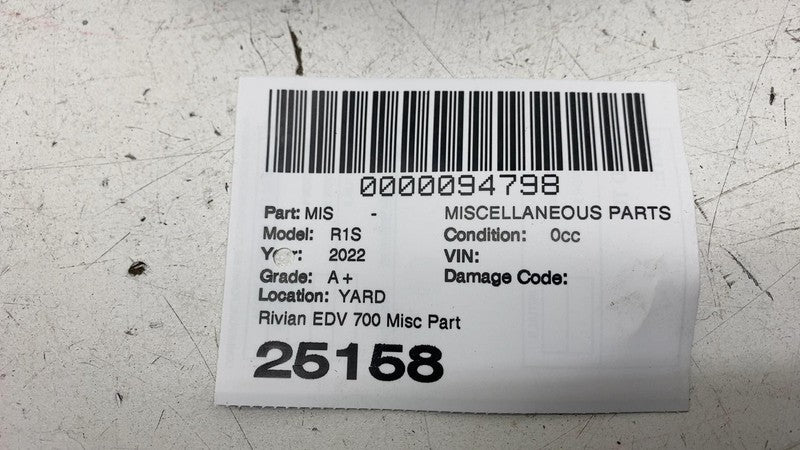 0000094798
Part: MIS - MISCELLANEOUS PARTS
Model: R1S Condition: 0cc
2022 VIN:
Grade: A+ Damage Code:
Location: YARD
Rivian EDV 700 Misc Part
25158